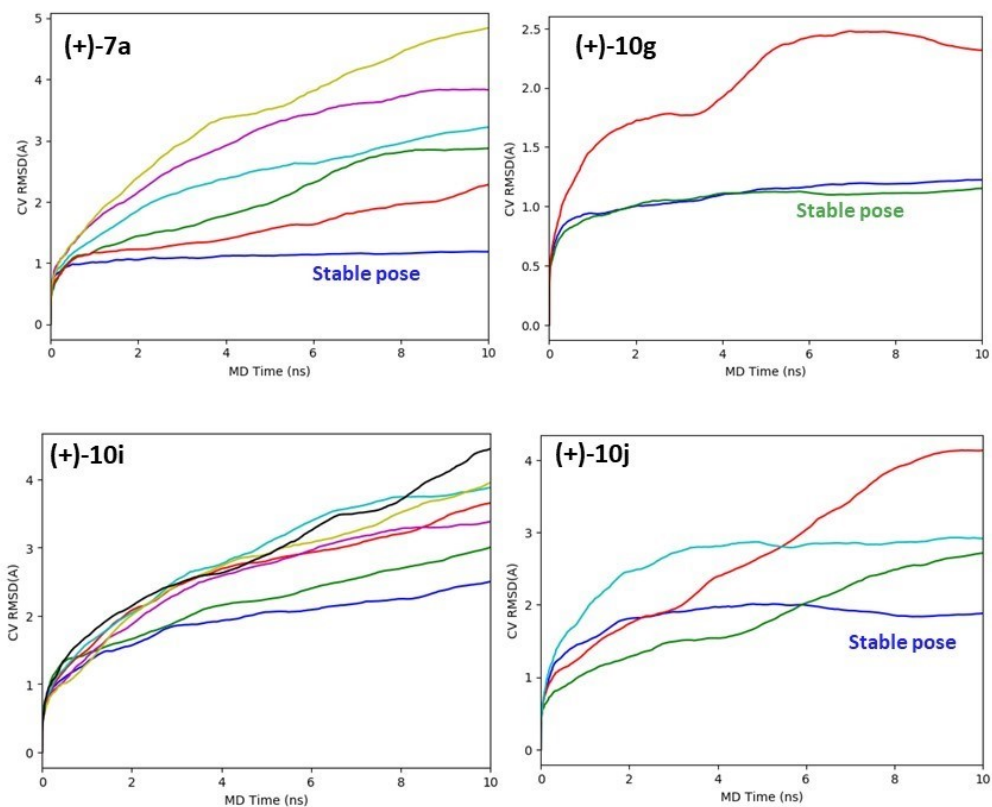 (+)-7a
5
4
3
2
1
0
CV RMSD(A)
Stable pose
0 2 4 6 8 10
MD Time (ns)
(+)-10g
2.5
2.0
1.5
1.0
0.5
0.0
CV RMSD(A)
Stable pose
0 2 4 6 8 10
MD Time (ns)
(+)-10i
4
3
2
1
0
CV RMSD(A)
0 2 4 6 8 10
MD Time (ns)
(+)-10j
4
3
2
1
0
CV RMSD(A)
Stable pose
0 2 4 6 8 10
MD Time (ns)